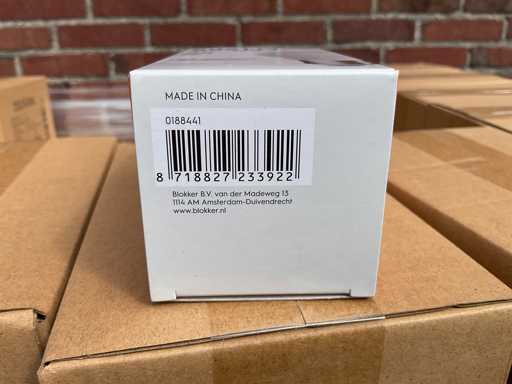 MADE IN CHINA
0188441
8 718827 233922
Blokker B.V. van der Madeweg 13
1114 AM Amsterdam-Duivendrecht
www.blokker.nl